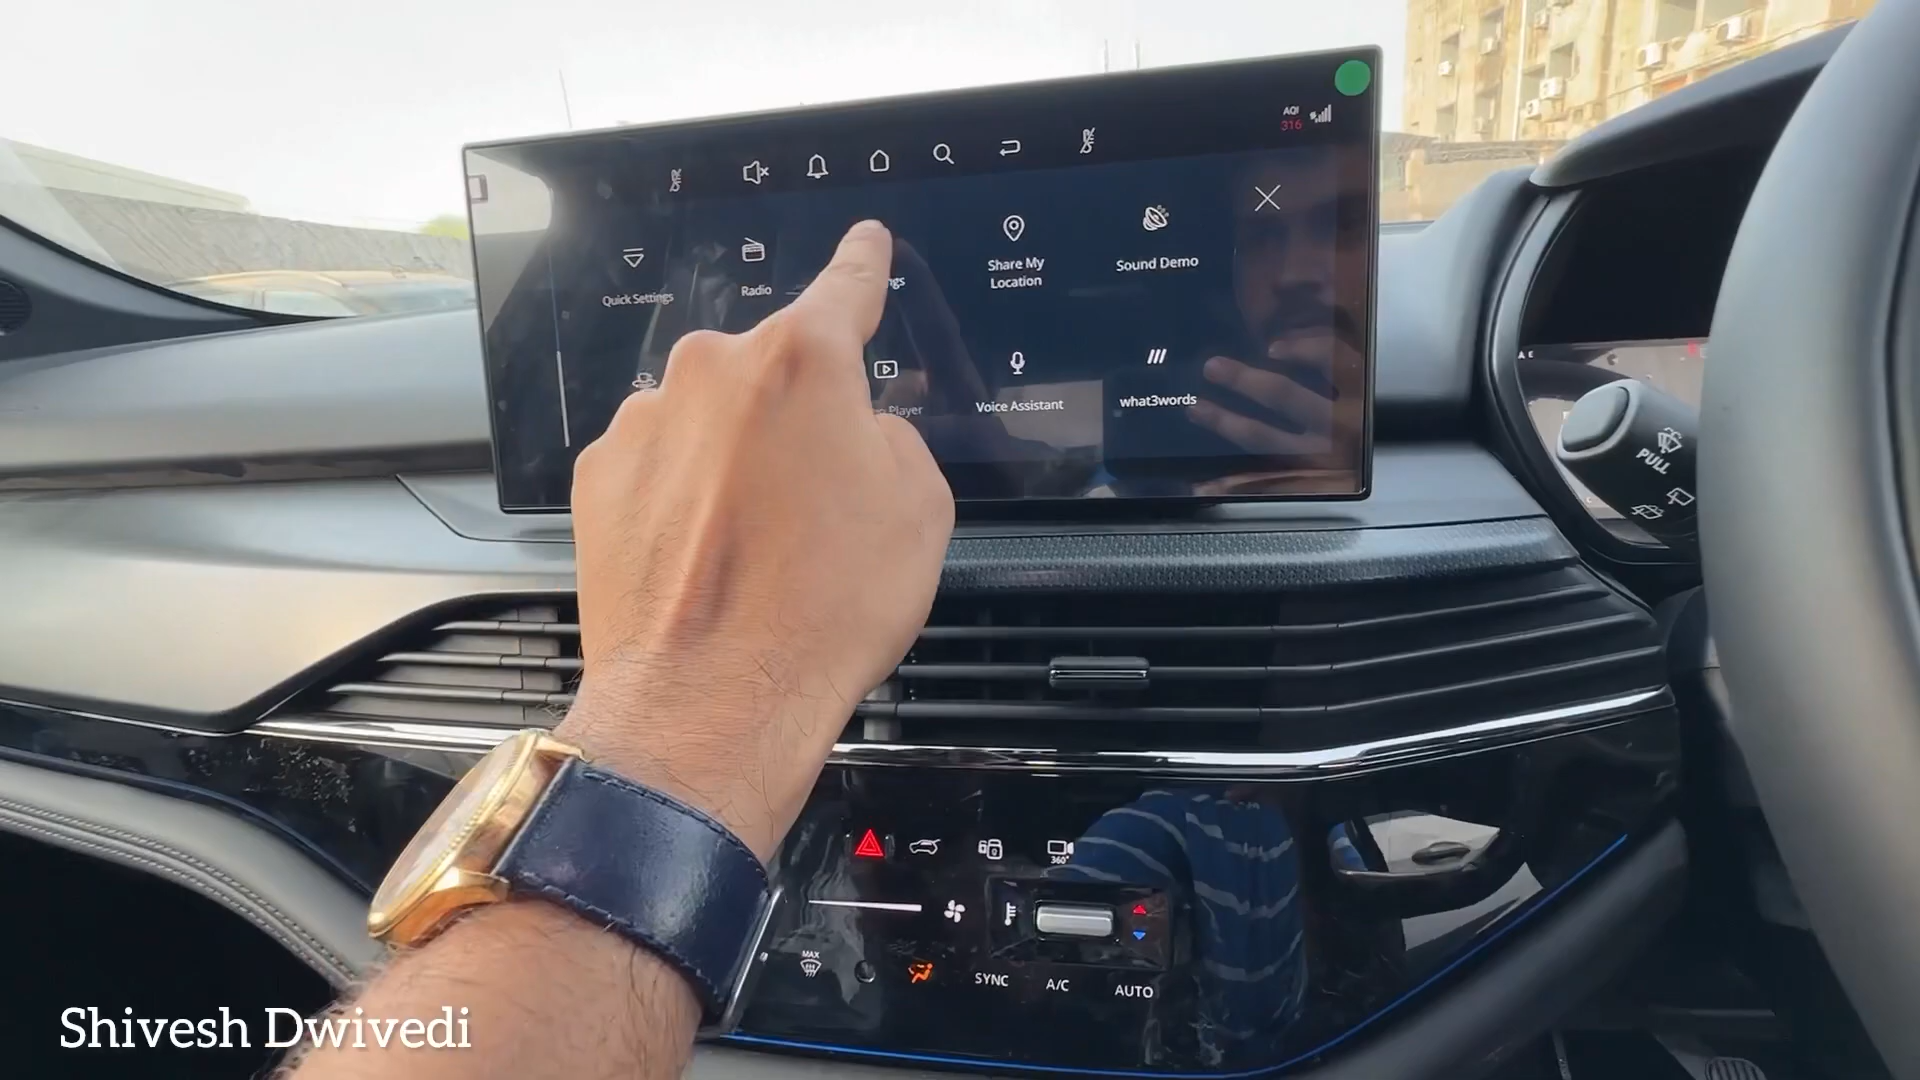 AQI
316
Quick Settings
Radio
Share My
Location
Sound Demo
Player
Voice Assistant
what3words
PULL
360°
MAX
SYNC
A/C
AUTO
Shivesh Dwivedi